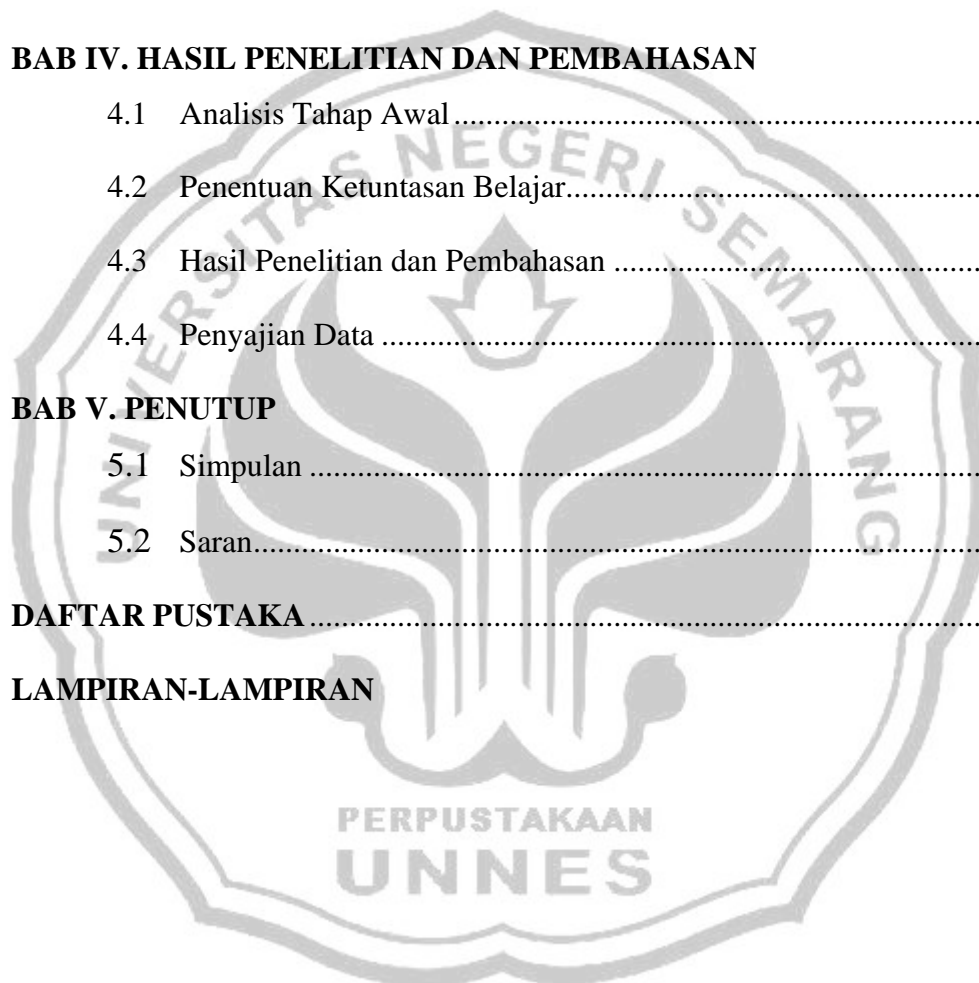 BAB IV. HASIL PENELITIAN DAN PEMBAHASAN
4.1 Analisis Tahap Awal ..................................................................
4.2 Penentuan Ketuntasan Belajar....................................................
4.3 Hasil Penelitian dan Pembahasan ..............................................
4.4 Penyajian Data ...........................................................................
BAB V. PENUTUP
5.1 Simpulan ....................................................................................
5.2 Saran...........................................................................................
DAFTAR PUSTAKA ....................................................................................
LAMPIRAN-LAMPIRAN
UNIVERSITAS NEGERI SEMARANG
PERPUSTAKAAN
UNNES